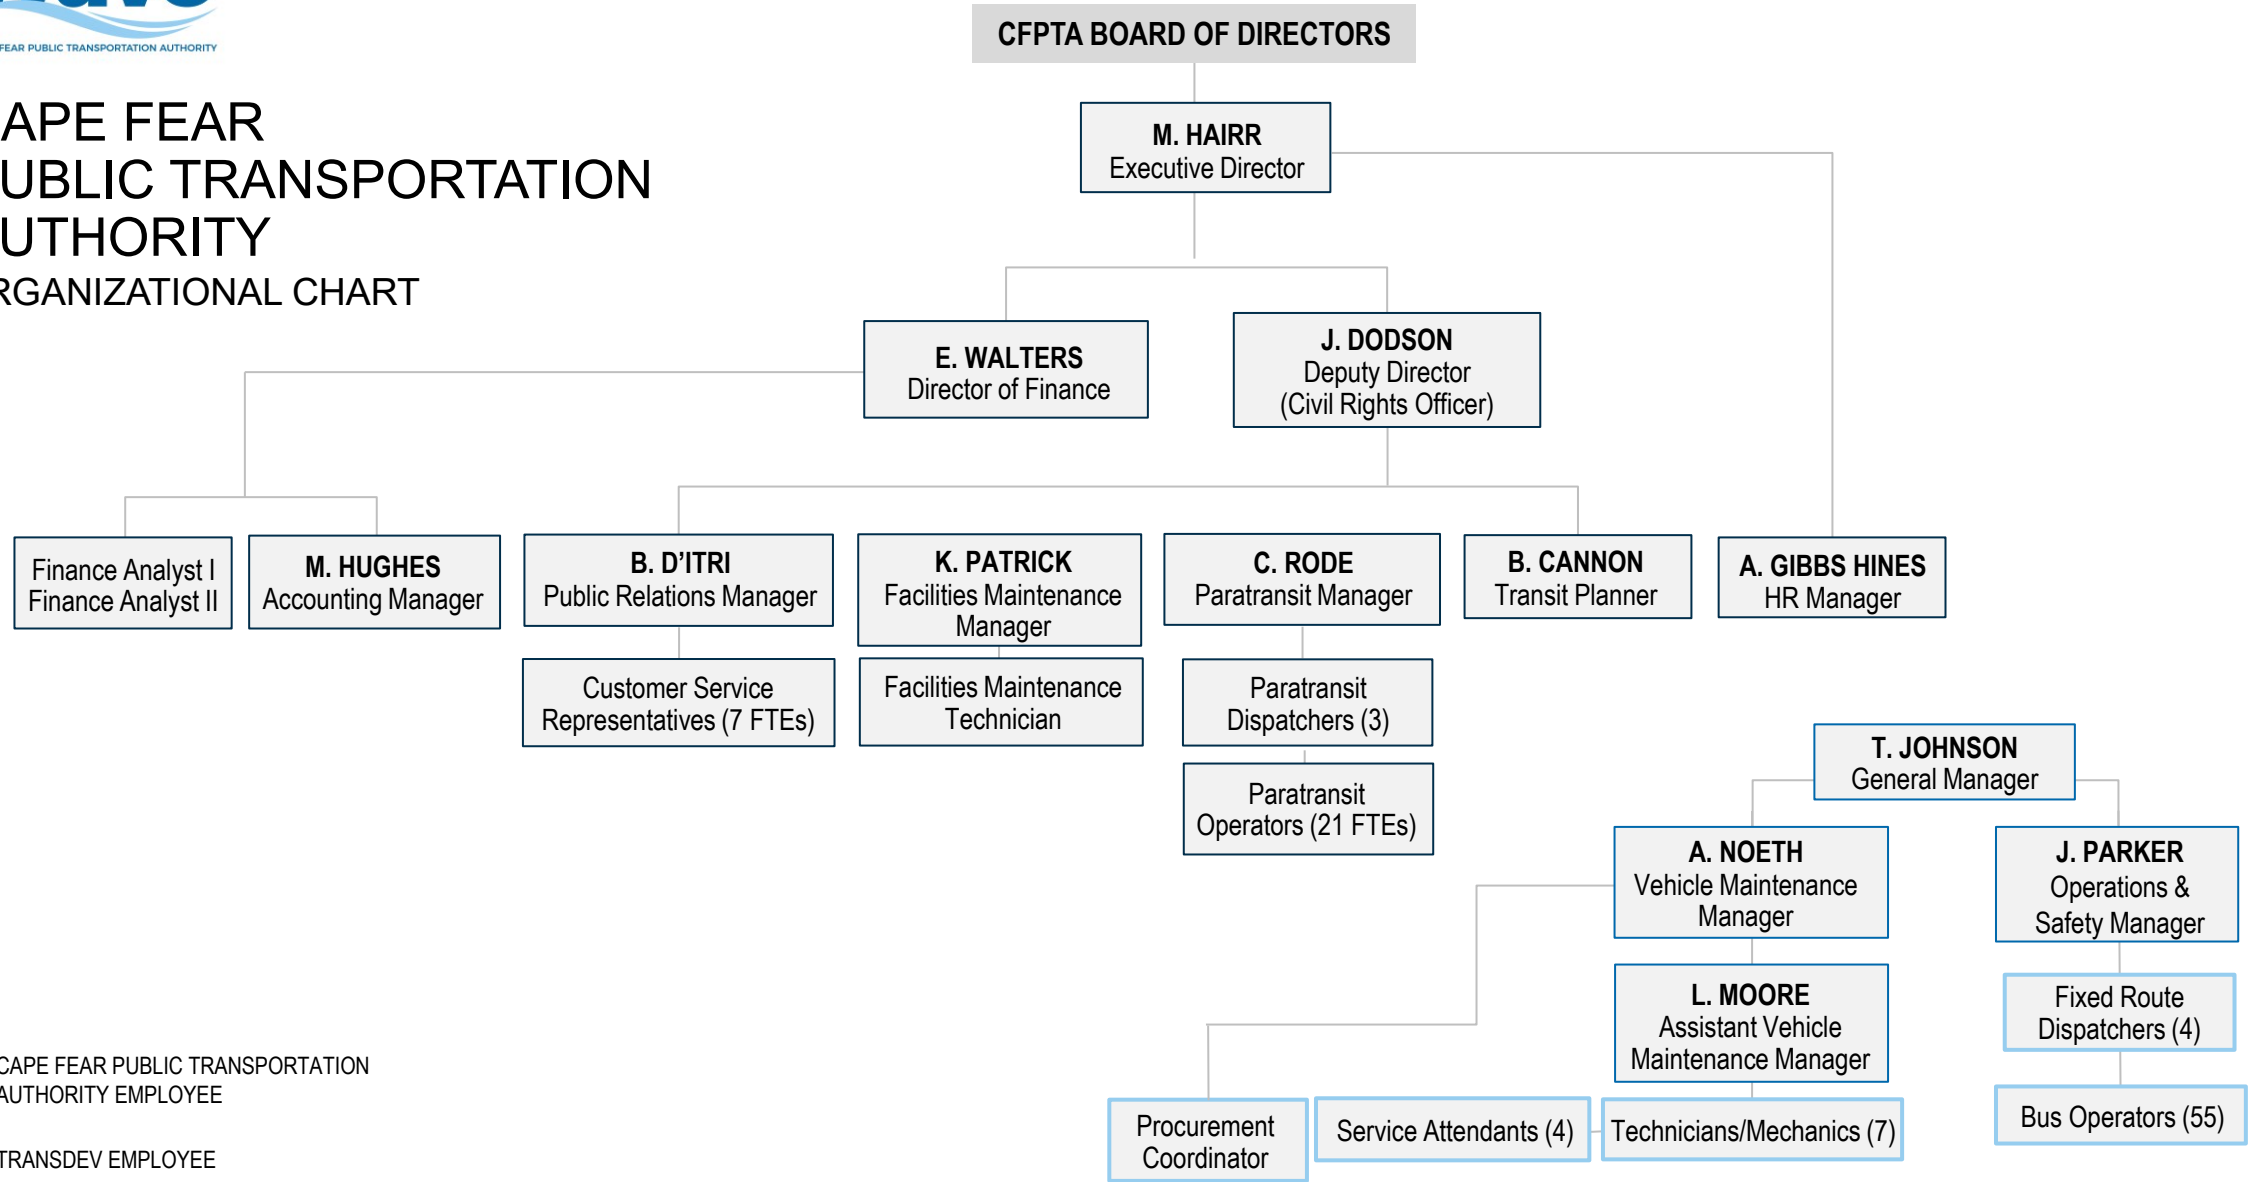 FEAR PUBLIC TRANSPORTATION AUTHORITY
APE FEAR
UBLIC TRANSPORTATION
UTHORITY
RGANIZATIONAL CHART
CFPTA BOARD OF DIRECTORS
M. HAIRR
Executive Director
E. WALTERS
Director of Finance
J. DODSON
Deputy Director
(Civil Rights Officer)
Finance Analyst I
Finance Analyst II
M. HUGHES
Accounting Manager
B. D’ITRI
Public Relations Manager
K. PATRICK
Facilities Maintenance
Manager
C. RODE
Paratransit Manager
B. CANNON
Transit Planner
A. GIBBS HINES
HR Manager
Customer Service
Representatives (7 FTEs)
Facilities Maintenance
Technician
Paratransit
Dispatchers (3)
Paratransit
Operators (21 FTEs)
T. JOHNSON
General Manager
A. NOETH
Vehicle Maintenance
Manager
J. PARKER
Operations &
Safety Manager
L. MOORE
Assistant Vehicle
Maintenance Manager
Fixed Route
Dispatchers (4)
Procurement
Coordinator
Service Attendants (4)
Technicians/Mechanics (7)
Bus Operators (55)
CAPE FEAR PUBLIC TRANSPORTATION
AUTHORITY EMPLOYEE
TRANSDEV EMPLOYEE